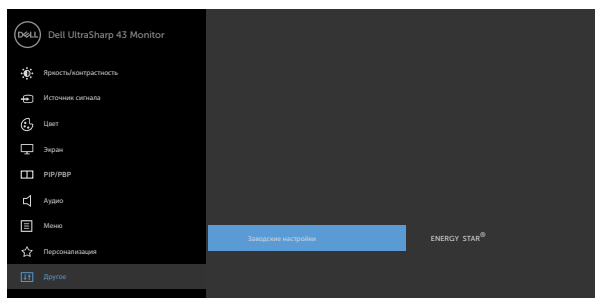 DELL
Dell UltraSharp 43 Monitor
Яркость/контрастность
Источник сигнала
Цвет
Экран
PIP/PBP
Аудио
Меню
Персонализация
Другое
Заводские настройки
ENERGY STAR®